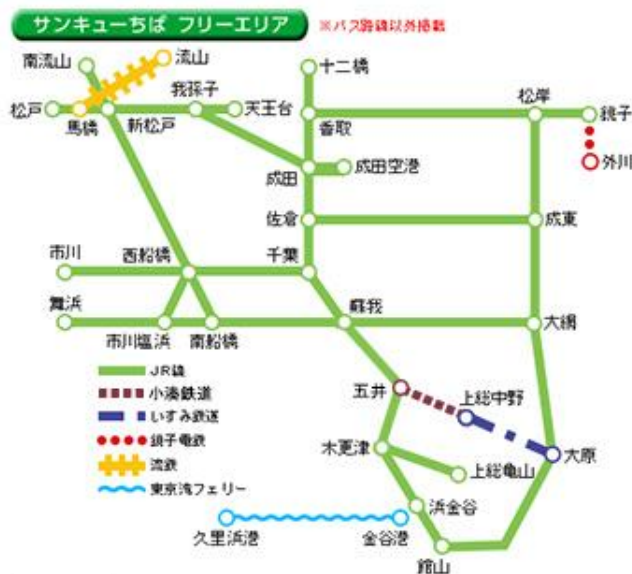 サンキューちば フリーエリア ※バス路線以外掲載
流山
南流山
十二橋
我孫子
松戸
天王台
松岸
銚子
馬橋
新松戸
香取
成田
成田空港
外川
佐倉
成東
市川
西船橋
千葉
舞浜
蘇我
市川塩浜
南船橋
大網
JR線
小湊鉄道
五井
上総中野
いすみ鉄道
銚子電鉄
木更津
大原
流鉄
上総亀山
東京湾フェリー
浜金谷
久里浜港
金谷港
館山